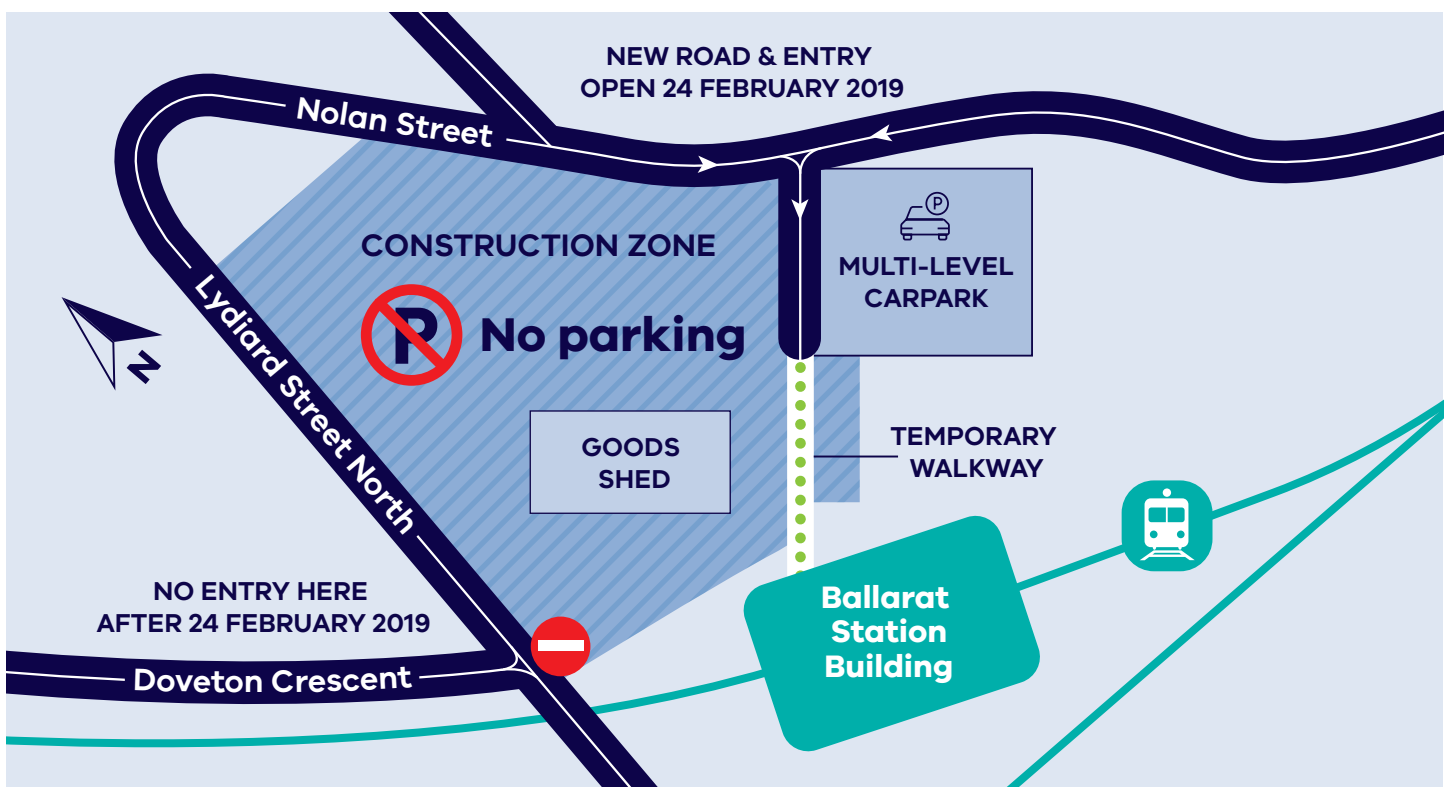 NEW ROAD & ENTRY
OPEN 24 FEBRUARY 2019
Nolan Street
P
MULTI-LEVEL
CARPARK
CONSTRUCTION ZONE
P
No parking
Lydiard Street North
N
GOODS
SHED
TEMPORARY
WALKWAY
NO ENTRY HERE
AFTER 24 FEBRUARY 2019
Ballarat
Station
Building
Doveton Crescent